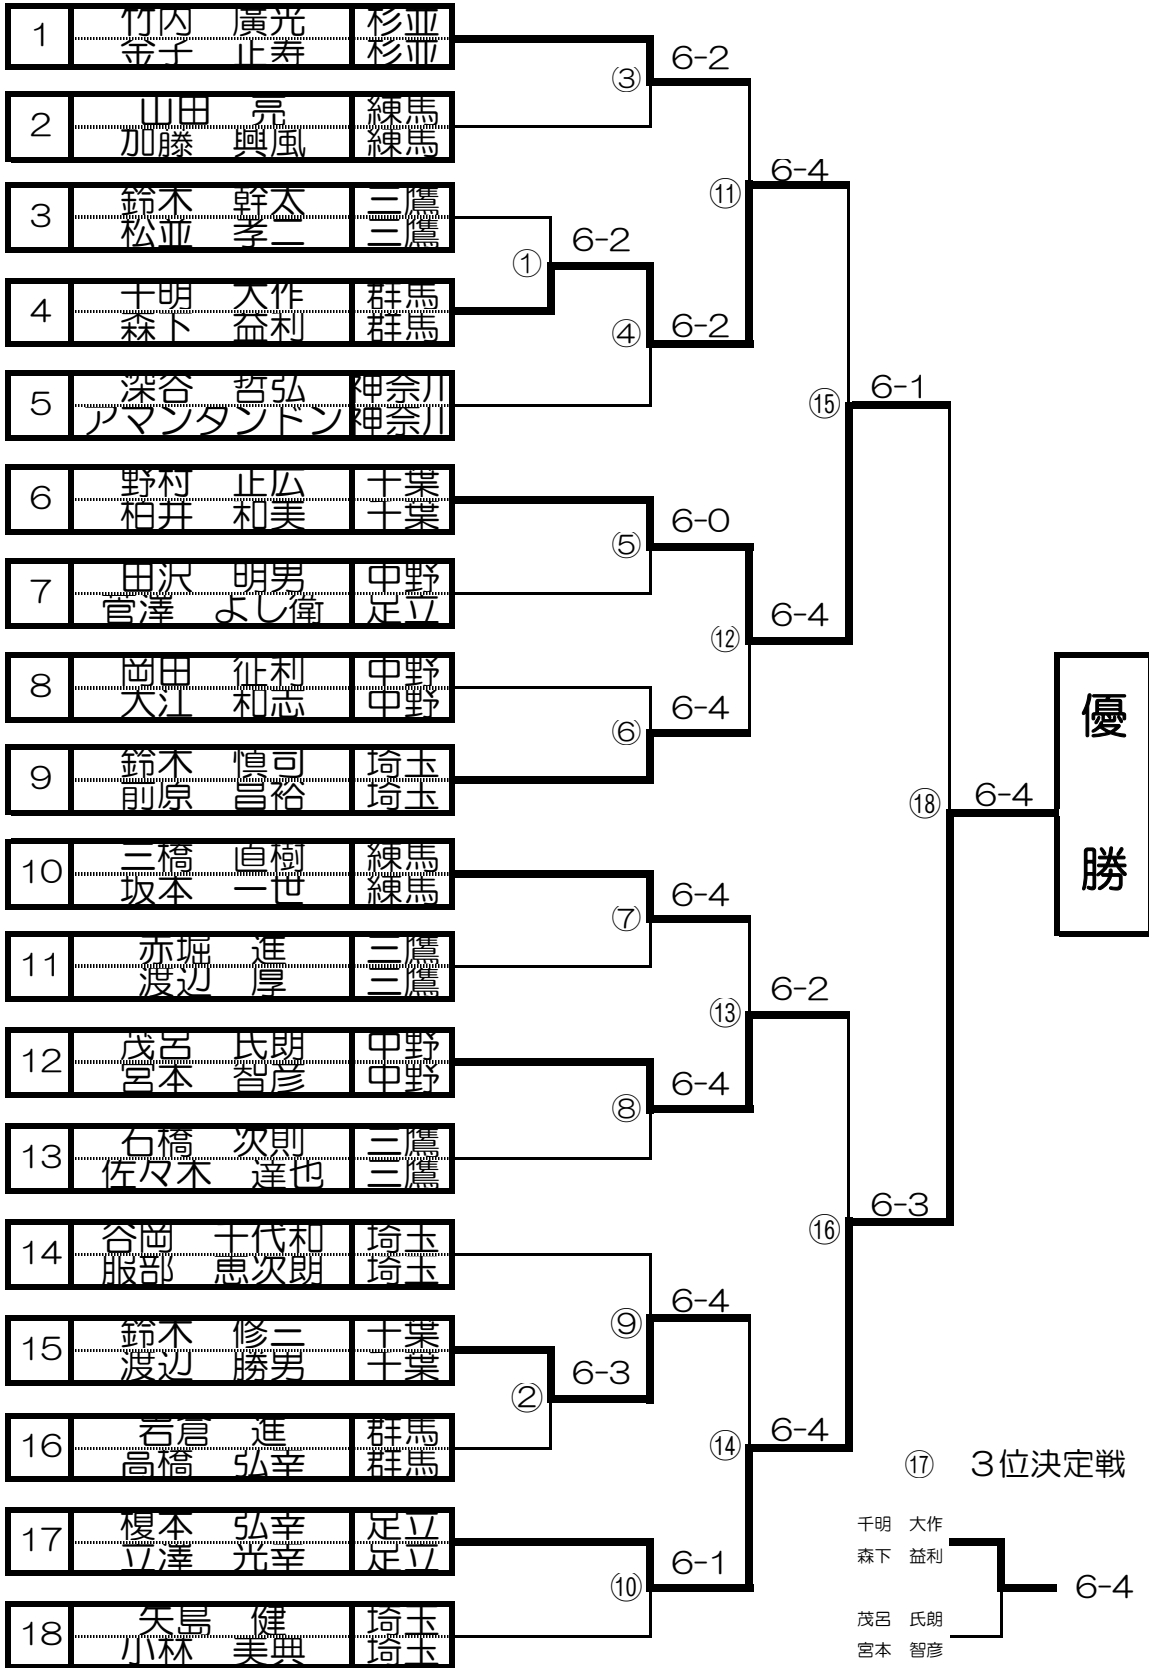 1 竹内 廣光 杉並
金子 正寿 杉並
2 山田 亮 練馬
加藤 興風 練馬
3 鈴木 幹太 三鷹
松並 孝二 三鷹
4 千明 大作 群馬
森下 益利 群馬
5 深谷 哲弘 神奈川
アマンタンドン 神奈川
6 野村 正広 千葉
柏井 和美 千葉
7 田沢 明男 中野
菅澤 よし衛 足立
8 岡田 征利 中野
大江 和志 中野
9 鈴木 慎司 埼玉
前原 昌裕 埼玉
10 三橋 直樹 練馬
坂本 一世 練馬
11 赤堀 進 三鷹
渡辺 厚 三鷹
12 茂呂 氏朗 中野
宮本 智彦 中野
13 石橋 次則 三鷹
佐々木 達也 三鷹
14 谷岡 千代和 埼玉
服部 恵次朗 埼玉
15 鈴木 修三 千葉
渡辺 勝男 千葉
16 岩倉 進 群馬
高橋 弘幸 群馬
17 榎本 弘幸 足立
立澤 光幸 足立
18 矢島 健 埼玉
小林 美典 埼玉
① 6-2
② 6-3
③ 6-2
④ 6-2
⑤ 6-0
⑥ 6-4
⑦ 6-4
⑧ 6-4
⑨ 6-4
⑩ 6-1
⑪ 6-4
⑫ 6-4
⑬ 6-2
⑭ 6-4
⑮ 6-1
⑯ 6-3
⑱ 6-4
優勝
⑰ 3位決定戦
千明 大作
森下 益利
6-4
茂呂 氏朗
宮本 智彦